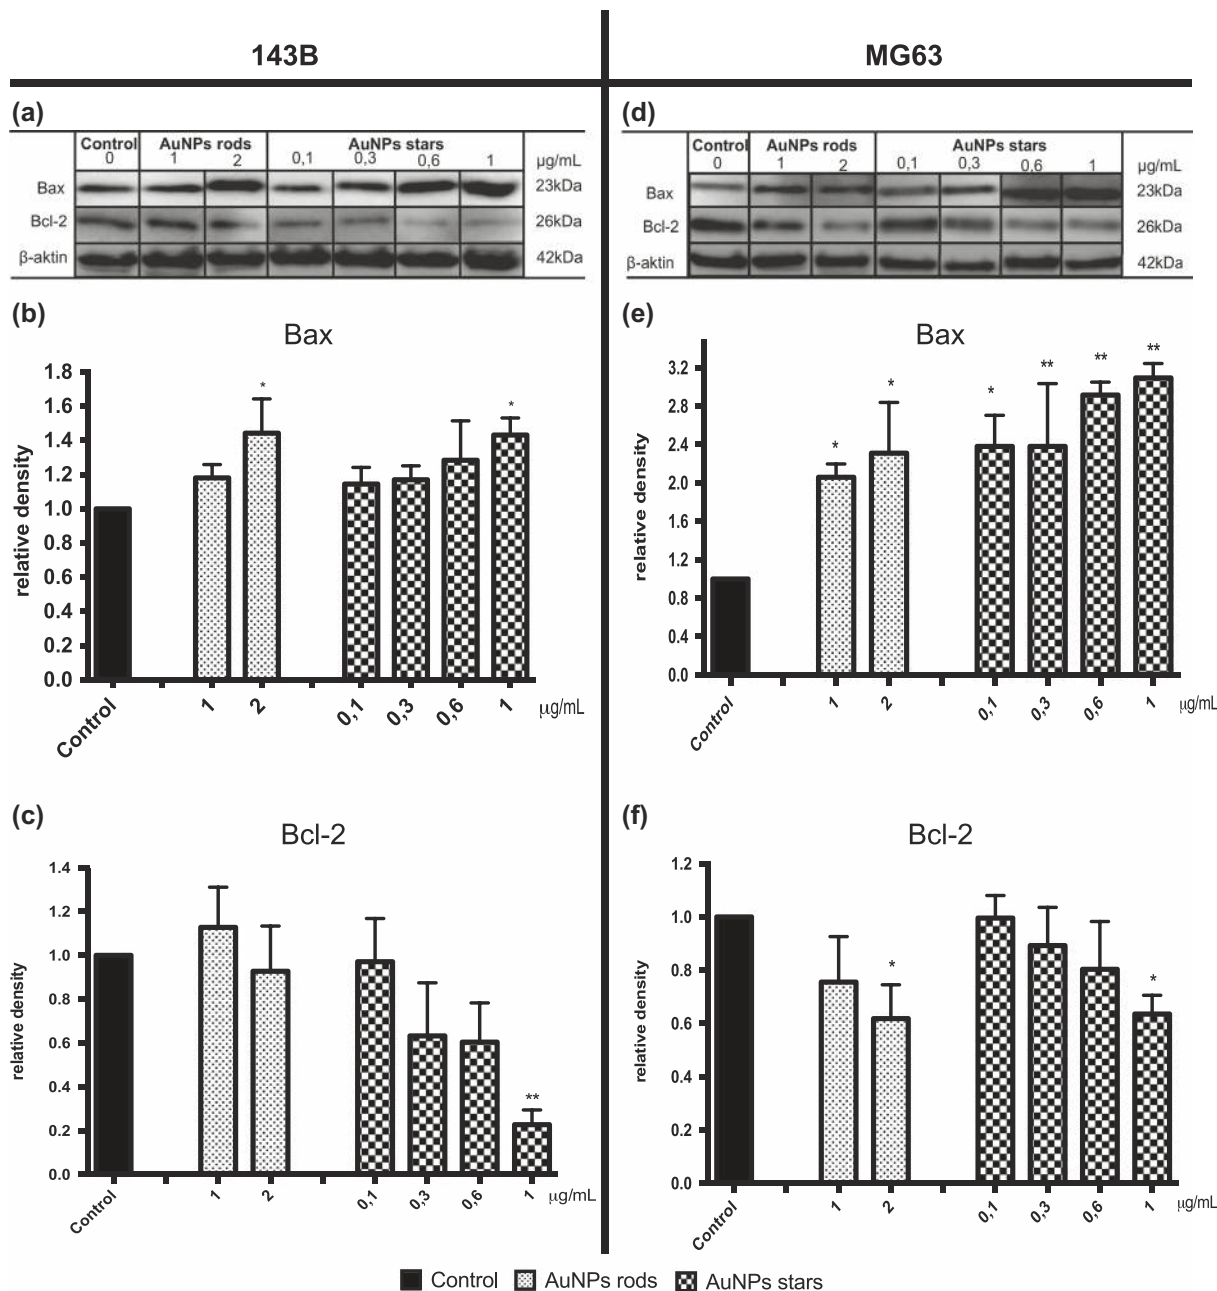 143B
MG63
(a)
Control AuNPs rods AuNPs stars
0 1 2 0,1 0,3 0,6 1 µg/mL
Bax 23kDa
Bcl-2 26kDa
β-aktin 42kDa
(d)
Control AuNPs rods AuNPs stars
0 1 2 0,1 0,3 0,6 1 µg/mL
Bax 23kDa
Bcl-2 26kDa
β-aktin 42kDa
(b)
Bax
relative density
1.8
1.6
1.4
1.2
1.0
0.8
0.6
0.4
0.2
0.0
* *
Control 1 2 0,1 0,3 0,6 1 µg/mL
(e)
Bax
relative density
3.2
2.8
2.4
2.0
1.6
1.2
0.8
0.4
0.0
* * * ** ** **
Control 1 2 0,1 0,3 0,6 1 µg/mL
(c)
Bcl-2
relative density
1.4
1.2
1.0
0.8
0.6
0.4
0.2
0.0
**
Control 1 2 0,1 0,3 0,6 1 µg/mL
(f)
Bcl-2
relative density
1.2
1.0
0.8
0.6
0.4
0.2
0.0
* *
Control 1 2 0,1 0,3 0,6 1 µg/mL
Control AuNPs rods AuNPs stars